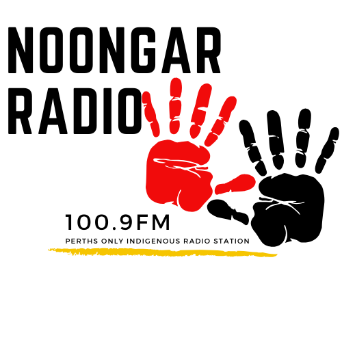 NOONGAR
RADIO
100.9FM
PERTHS ONLY INDIGENOUS RADIO STATION